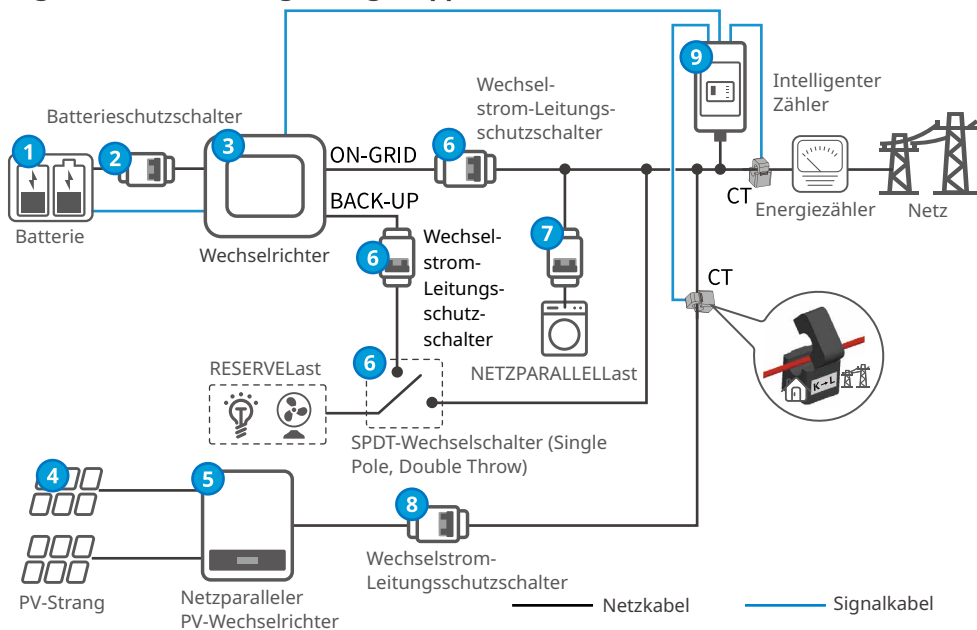 9
Intelligenter
Zähler
Wechsel-
strom-Leitungs-
schutzschalter
Batterieschutzschalter
1
2
3
ON-GRID
6
BACK-UP
Batterie
Wechselrichter
6
Wechsel-
strom-
Leitungs-
schutz-
schalter
7
CT
Energiezähler
Netz
CT
K→L
RESERVELast
6
NETZPARALLELLast
SPDT-Wechselschalter (Single
Pole, Double Throw)
4
5
8
Wechselstrom-
Leitungsschutzschalter
PV-Strang
Netzparalleler
PV-Wechselrichter
Netzkabel
Signalkabel